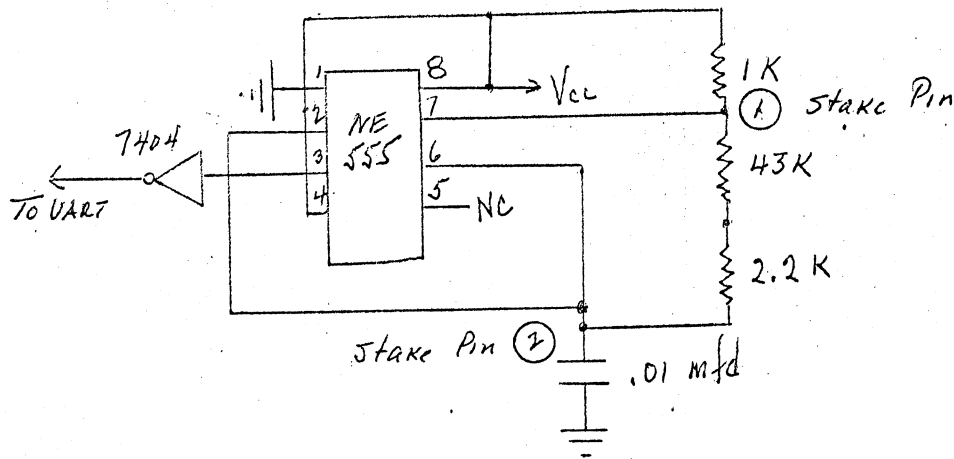 1
8
VCC
1K
① Stake Pin
2
7
7404
NE
555
3
6
43K
4
5
NC
TO UART
2.2K
Stake Pin ②
.01 mfd